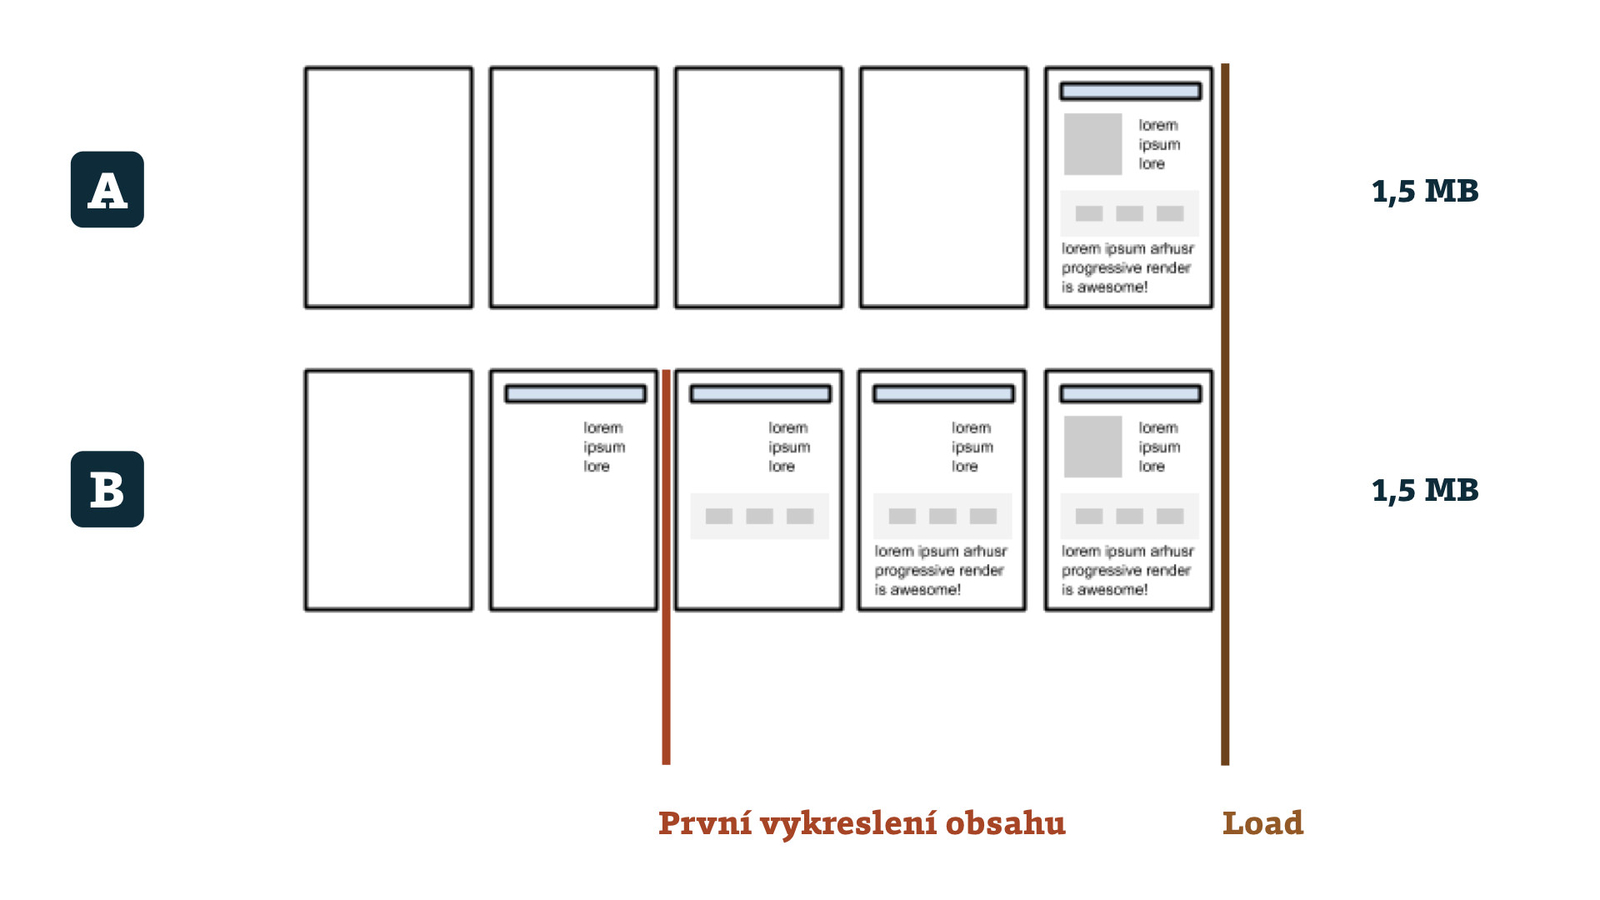 A
lorem
ipsum
lore
lorem ipsum arhusr
progressive render
is awesome!
1,5 MB
B
lorem
ipsum
lore
lorem
ipsum
lore
lorem
ipsum
lore
lorem ipsum arhusr
progressive render
is awesome!
lorem
ipsum
lore
lorem ipsum arhusr
progressive render
is awesome!
1,5 MB
První vykreslení obsahu
Load